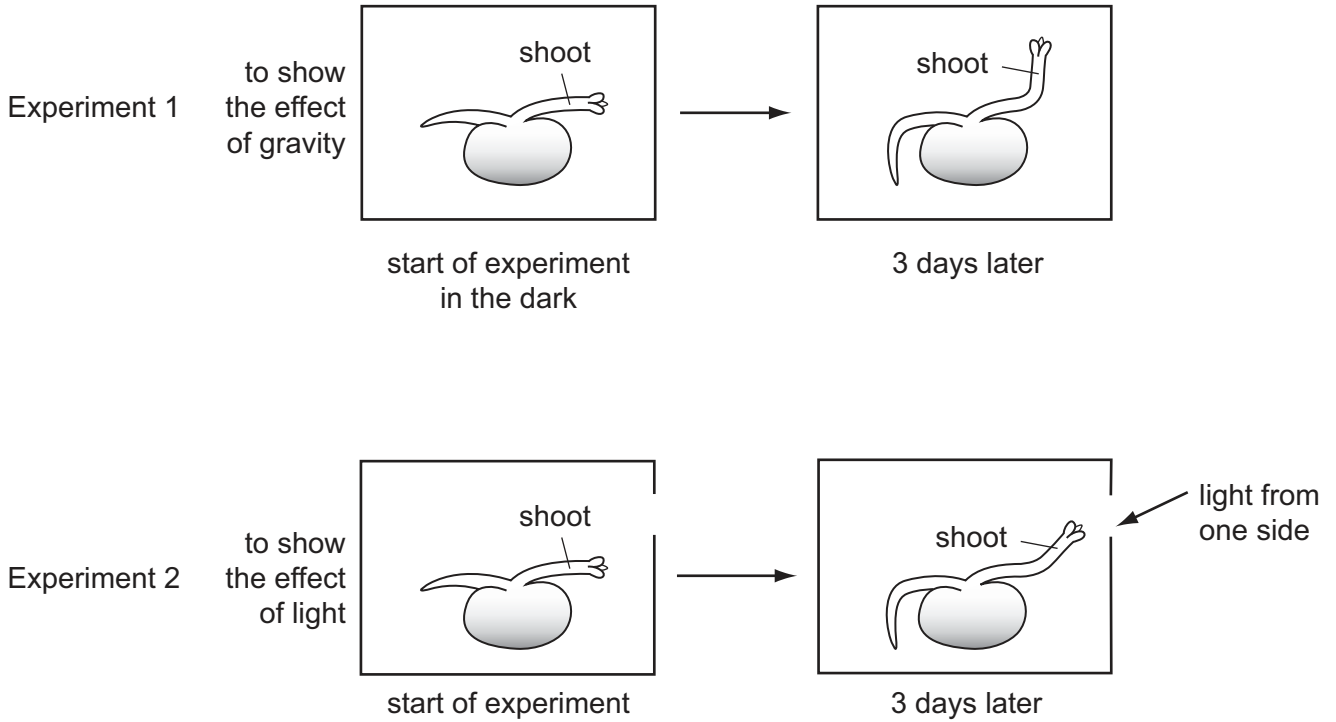 Experiment 1
to show
the effect
of gravity
shoot
shoot
start of experiment
in the dark
3 days later
Experiment 2
to show
the effect
of light
shoot
shoot
light from
one side
start of experiment
3 days later